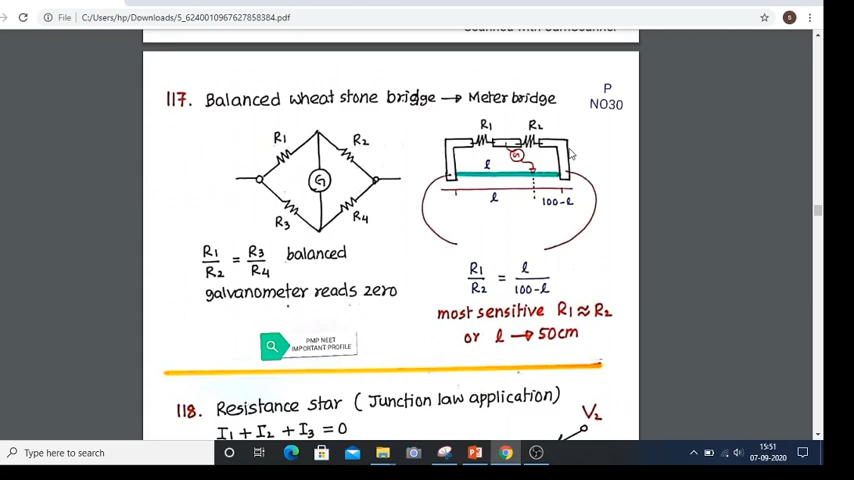 File
C:/Users/hp/Downloads/5_6240010967627858384.pdf
S
117. Balanced wheat stone bridge → Meter bridge
P
NO30
R1
R2
G
R3
R4
R1
R2
G
l
l
100-l
R1/R2 = R3/R4 balanced
galvanometer reads zero
R1/R2 = l/100-l
most sensitive R1 ≈ R2
or l → 50cm
PMP NEET
IMPORTANT PROFILE
118. Resistance star ( Junction law application)
I1 + I2 + I3 = 0
V2
Type here to search
15:51
07-09-2020